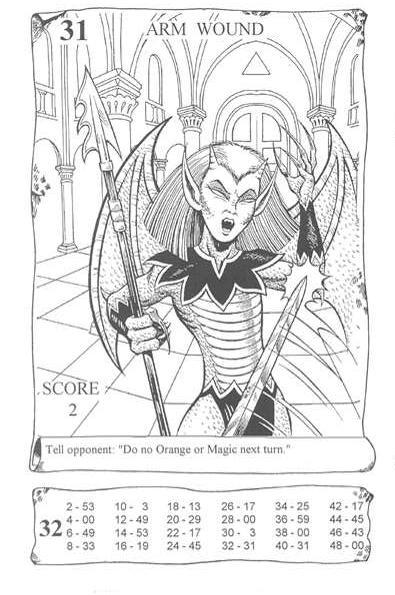 31 ARM WOUND
SCORE
2
Tell opponent: "Do no Orange or Magic next turn."
2 - 53 10 - 3 18 - 13 26 - 17 34 - 25 42 - 17
4 - 00 12 - 49 20 - 29 28 - 00 36 - 59 44 - 45
32
6 - 49 14 - 53 22 - 17 30 - 3 38 - 00 46 - 43
8 - 33 16 - 19 24 - 45 32 - 31 40 - 31 48 - 00